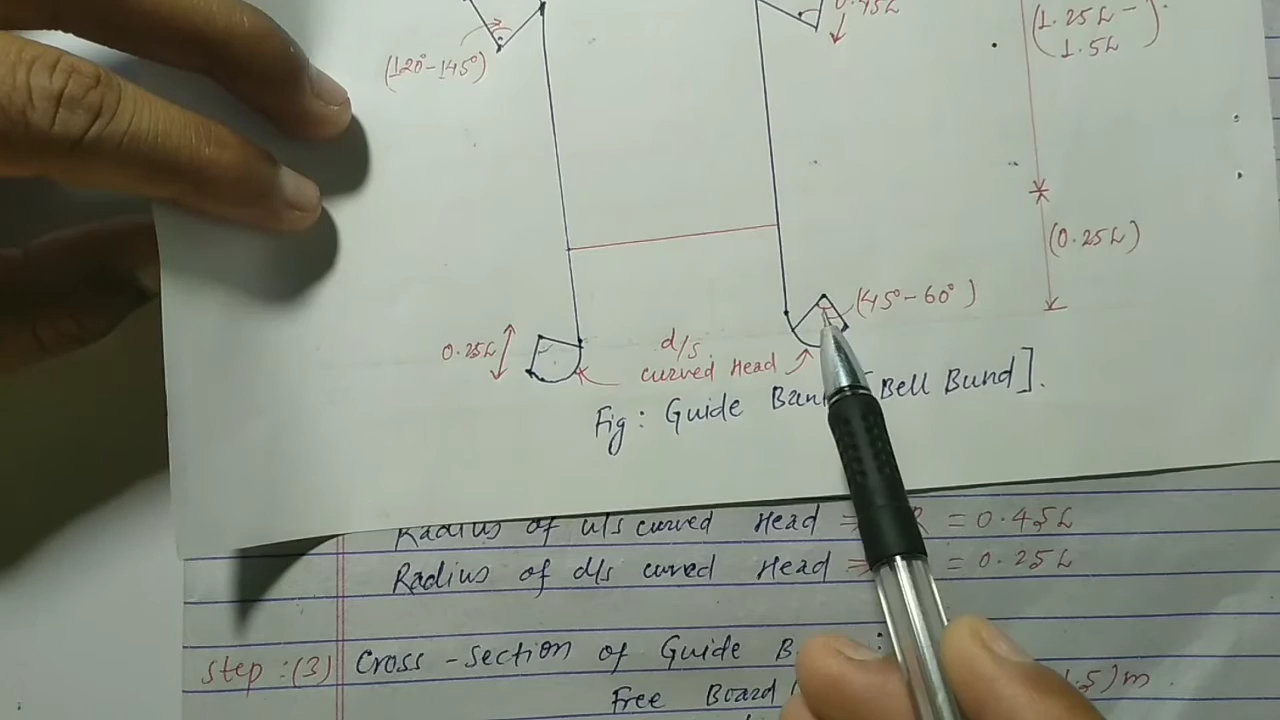 0.45L
(1.25L -
1.5L)
(120° - 145°)
(0.25L)
(45° - 60°)
0.25L
d/s
curved Head
Fig: Guide [Bell Bund].
Radius of u/s curved Head ⇒ R = 0.45L
Radius of d/s curved Head ⇒ = 0.25L
Step:(3) Cross-Section of Guide
Free Board